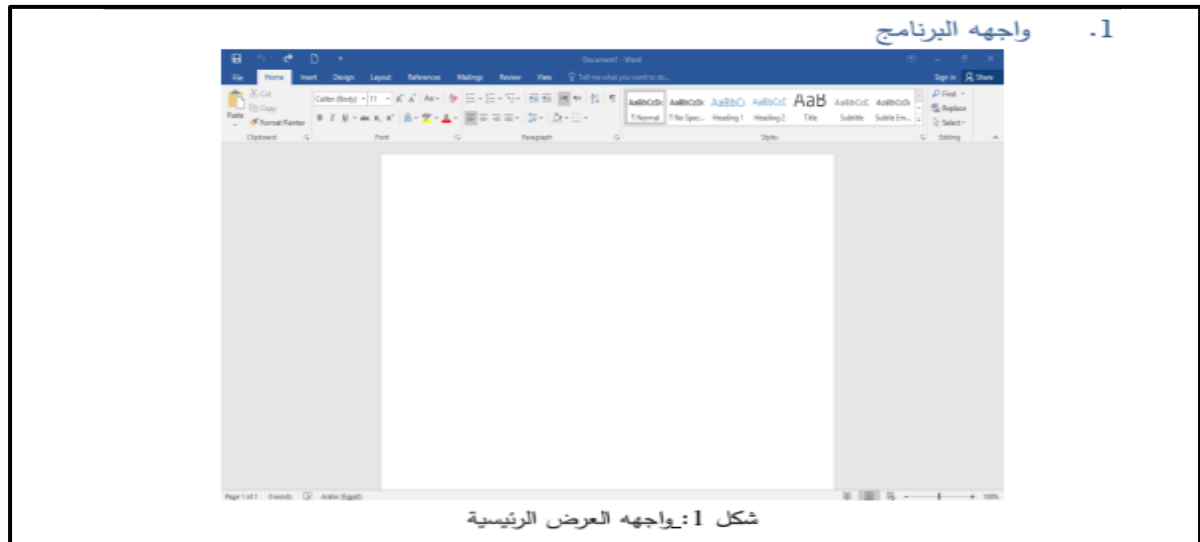 1. واجهه البرنامج
Document1 - Word
File Home Insert Design Layout References Mailings Review View Tell me what you want to do... Sign in Share
Paste Cut Copy Format Painter
Calibri (Body) 11
AaBbCcDc AaBbCcDc AaBbC( AaBbCcE AaB AaBbCcC AaBbCcDt
¶ Normal ¶ No Spac... Heading 1 Heading 2 Title Subtitle Subtle Em...
Find Replace Select
Clipboard Font Paragraph Styles Editing
Page 1 of 1 0 words Arabic (Egypt) 100%
شكل 1: واجهه العرض الرئيسية